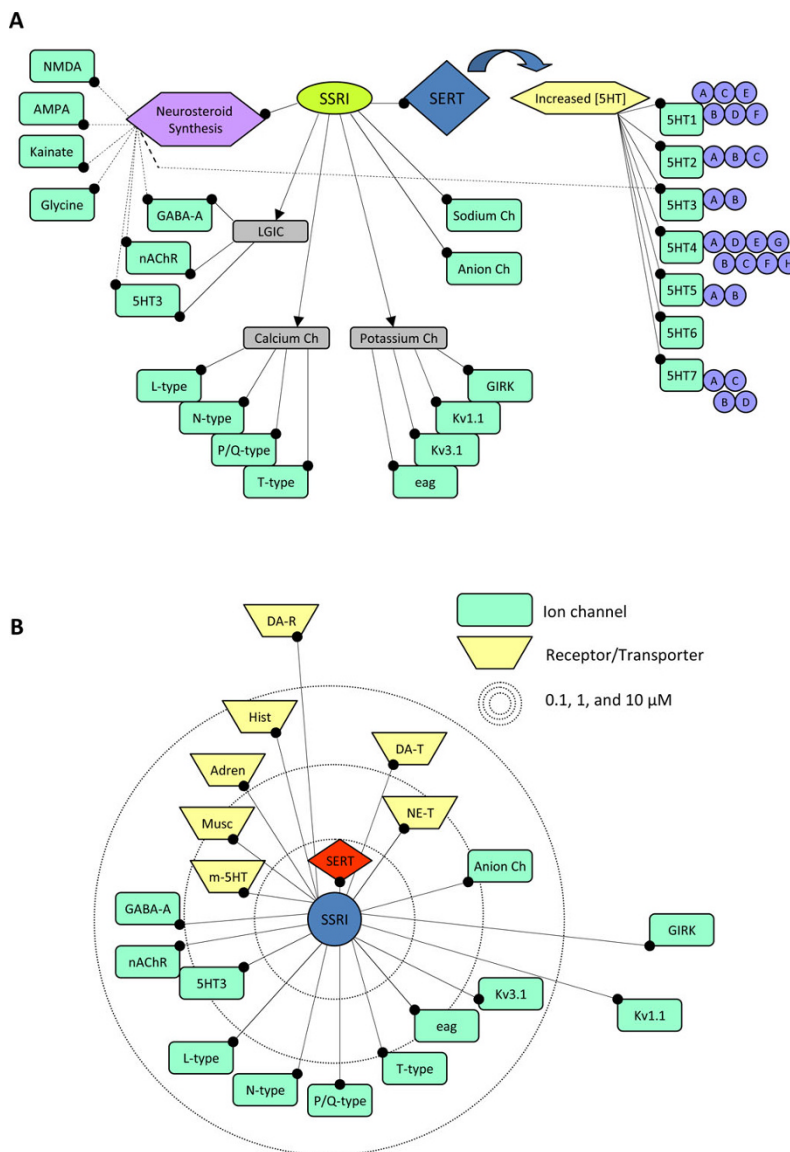 A
NMDA
AMPA
Kainate
Glycine
Neurosteroid
Synthesis
SSRI
SERT
Increased [5HT]
GABA-A
nAChR
5HT3
LGIC
Sodium Ch
Anion Ch
Calcium Ch
Potassium Ch
L-type
N-type
P/Q-type
T-type
GIRK
Kv1.1
Kv3.1
eag
A C E
5HT1
B D F
5HT2
A B C
5HT3
A B
5HT4
A D E G
B C F H
5HT5
A B
5HT6
5HT7
A C
B D
B
Ion channel
Receptor/Transporter
0.1, 1, and 10 μM
DA-R
Hist
DA-T
Adren
NE-T
Musc
SERT
m-5HT
Anion Ch
GABA-A
SSRI
GIRK
nAChR
5HT3
Kv3.1
Kv1.1
eag
L-type
T-type
N-type
P/Q-type